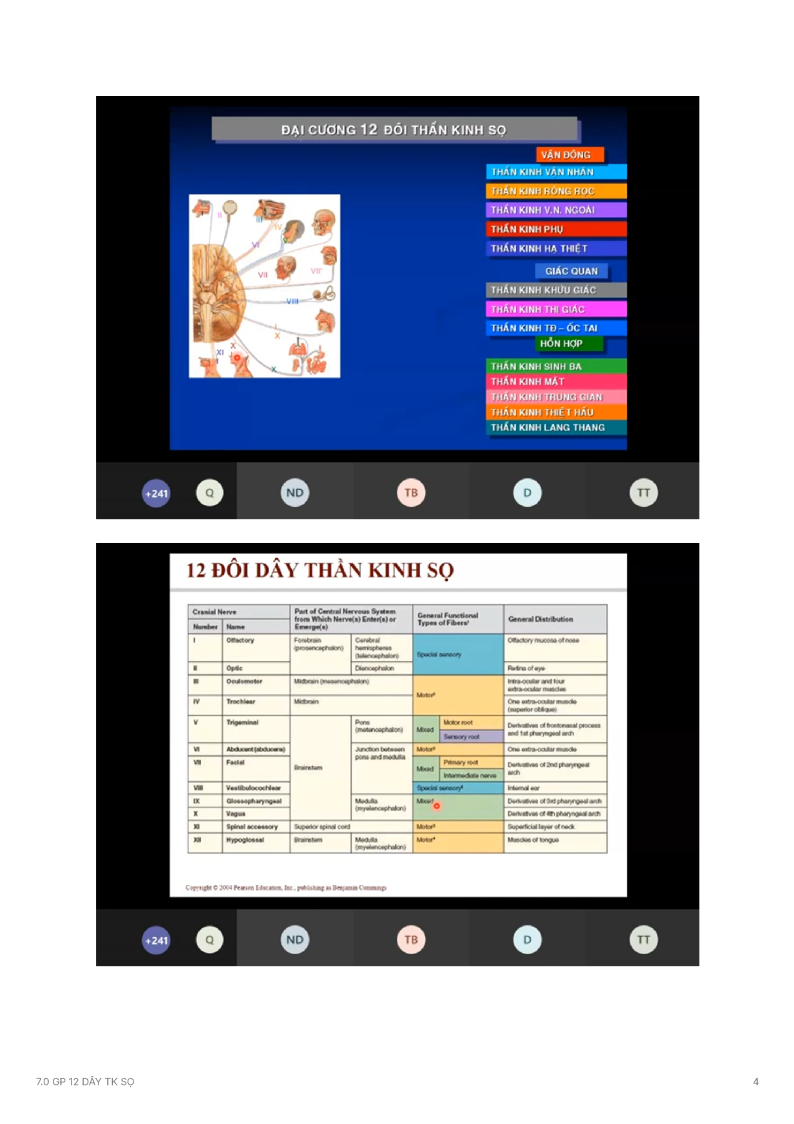 ĐẠI CƯƠNG 12 ĐÔI THẦN KINH SỌ
VẬN ĐỘNG
THẦN KINH VẬN NHÃN
THẦN KINH RÒNG RỌC
THẦN KINH V.N. NGOÀI
THẦN KINH PHỤ
THẦN KINH HẠ THIỆT
GIÁC QUAN
THẦN KINH KHỨU GIÁC
THẦN KINH THỊ GIÁC
THẦN KINH TĐ – ỐC TAI
HỖN HỢP
THẦN KINH SINH BA
THẦN KINH MẶT
THẦN KINH TRUNG GIAN
THẦN KINH THIỆT HẦU
THẦN KINH LANG THANG
II
III
IV
V
VI
VII
VII'
VIII
I
X
X
XI
I
X
+241 Q ND TB D TT
12 ĐÔI DÂY THẦN KINH SỌ
Cranial Nerve
Number Name
Part of Central Nervous System
from Which Nerve(s) Enter(s) or
Emerge(s)
General Functional
Types of Fibers¹
General Distribution
I Olfactory Forebrain (prosencephalon) Cerebral hemispheres (telencephalon) Special sensory Olfactory mucosa of nose
II Optic Diencephalon Retina of eye
III Oculomotor Midbrain (mesencephalon) Motor² Intra-ocular and four extra-ocular muscles
IV Trochlear Midbrain One extra-ocular muscle (superior oblique)
V Trigeminal Brainstem Pons (metencephalon) Mixed Motor root Sensory root Derivatives of frontonasal process and 1st pharyngeal arch
VI Abducent (abducens) Junction between pons and medulla Motor² One extra-ocular muscle
VII Facial Mixed Primary root Intermediate nerve Derivatives of 2nd pharyngeal arch
VIII Vestibulocochlear Special sensory Internal ear
IX Glossopharyngeal Medulla (myelencephalon) Mixed Derivatives of 3rd pharyngeal arch
X Vagus Derivatives of 4th pharyngeal arch
XI Spinal accessory Superior spinal cord Motor Superficial layer of neck
XII Hypoglossal Brainstem Medulla (myelencephalon) Motor Muscles of tongue
Copyright © 2004 Pearson Education, Inc., publishing as Benjamin Cummings
+241 Q ND TB D TT
7.0 GP 12 DÂY TK SỌ 4